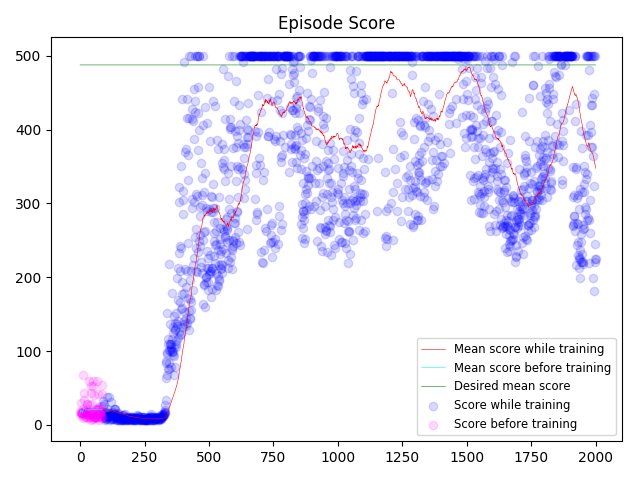 Episode Score
500
400
300
200
100
0
Mean score while training
Mean score before training
Desired mean score
Score while training
Score before training
0 250 500 750 1000 1250 1500 1750 2000